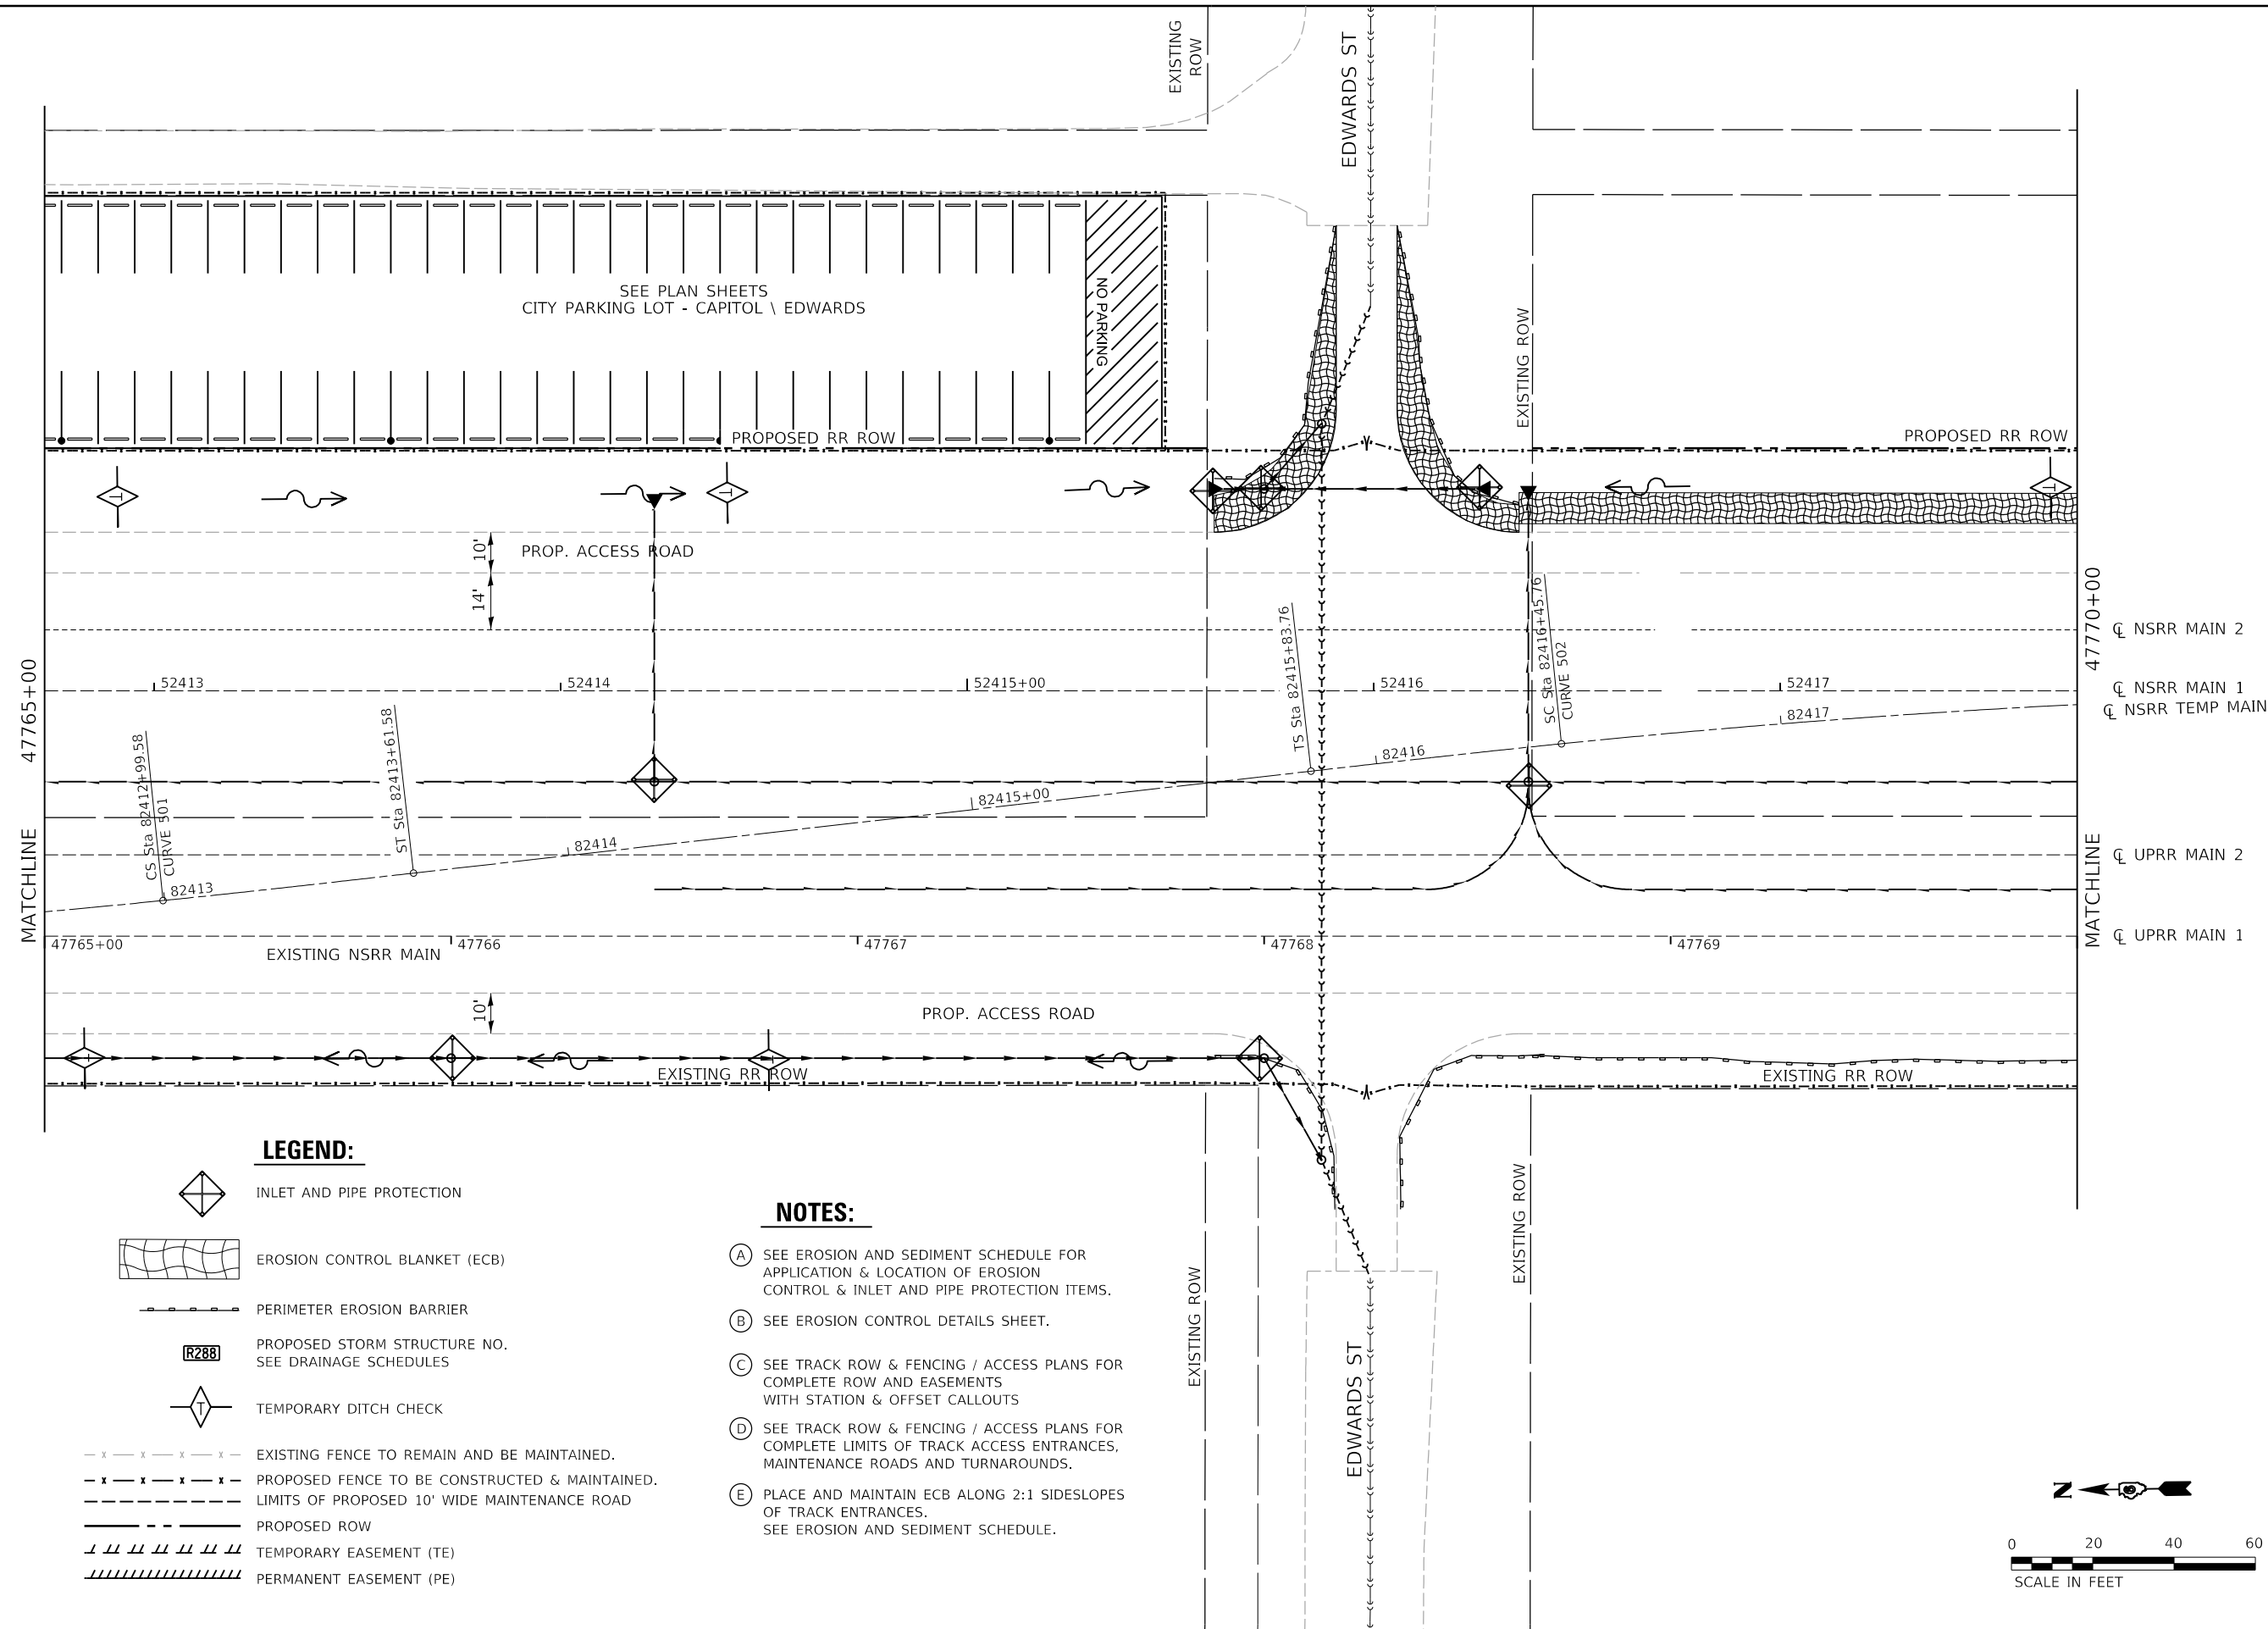 EXISTING
ROW
EDWARDS ST
SEE PLAN SHEETS
CITY PARKING LOT - CAPITOL \ EDWARDS
NO PARKING
EXISTING ROW
PROPOSED RR ROW
PROPOSED RR ROW
T
T
T
10'
PROP. ACCESS ROAD
14'
47765+00
MATCHLINE
47770+00
MATCHLINE
℄ NSRR MAIN 2
52413
52414
52415+00
52416
52417
℄ NSRR MAIN 1
℄ NSRR TEMP MAIN
TS Sta 82415+83.76
SC Sta 82416+45.76
CURVE 502
CS Sta 82412+99.58
CURVE 501
ST Sta 82413+61.58
82413
82414
82415+00
82416
82417
℄ UPRR MAIN 2
47765+00
47766
47767
47768
47769
℄ UPRR MAIN 1
EXISTING NSRR MAIN
10'
PROP. ACCESS ROAD
T
T
EXISTING RR ROW
EXISTING RR ROW
EXISTING ROW
EDWARDS ST
EXISTING ROW
LEGEND:
INLET AND PIPE PROTECTION
EROSION CONTROL BLANKET (ECB)
PERIMETER EROSION BARRIER
R288
PROPOSED STORM STRUCTURE NO.
SEE DRAINAGE SCHEDULES
T
TEMPORARY DITCH CHECK
x x x x
EXISTING FENCE TO REMAIN AND BE MAINTAINED.
x x x x
PROPOSED FENCE TO BE CONSTRUCTED & MAINTAINED.
LIMITS OF PROPOSED 10' WIDE MAINTENANCE ROAD
PROPOSED ROW
TEMPORARY EASEMENT (TE)
PERMANENT EASEMENT (PE)
NOTES:
A SEE EROSION AND SEDIMENT SCHEDULE FOR
APPLICATION & LOCATION OF EROSION
CONTROL & INLET AND PIPE PROTECTION ITEMS.
B SEE EROSION CONTROL DETAILS SHEET.
C SEE TRACK ROW & FENCING / ACCESS PLANS FOR
COMPLETE ROW AND EASEMENTS
WITH STATION & OFFSET CALLOUTS
D SEE TRACK ROW & FENCING / ACCESS PLANS FOR
COMPLETE LIMITS OF TRACK ACCESS ENTRANCES,
MAINTENANCE ROADS AND TURNAROUNDS.
E PLACE AND MAINTAIN ECB ALONG 2:1 SIDESLOPES
OF TRACK ENTRANCES.
SEE EROSION AND SEDIMENT SCHEDULE.
N
0 20 40 60
SCALE IN FEET